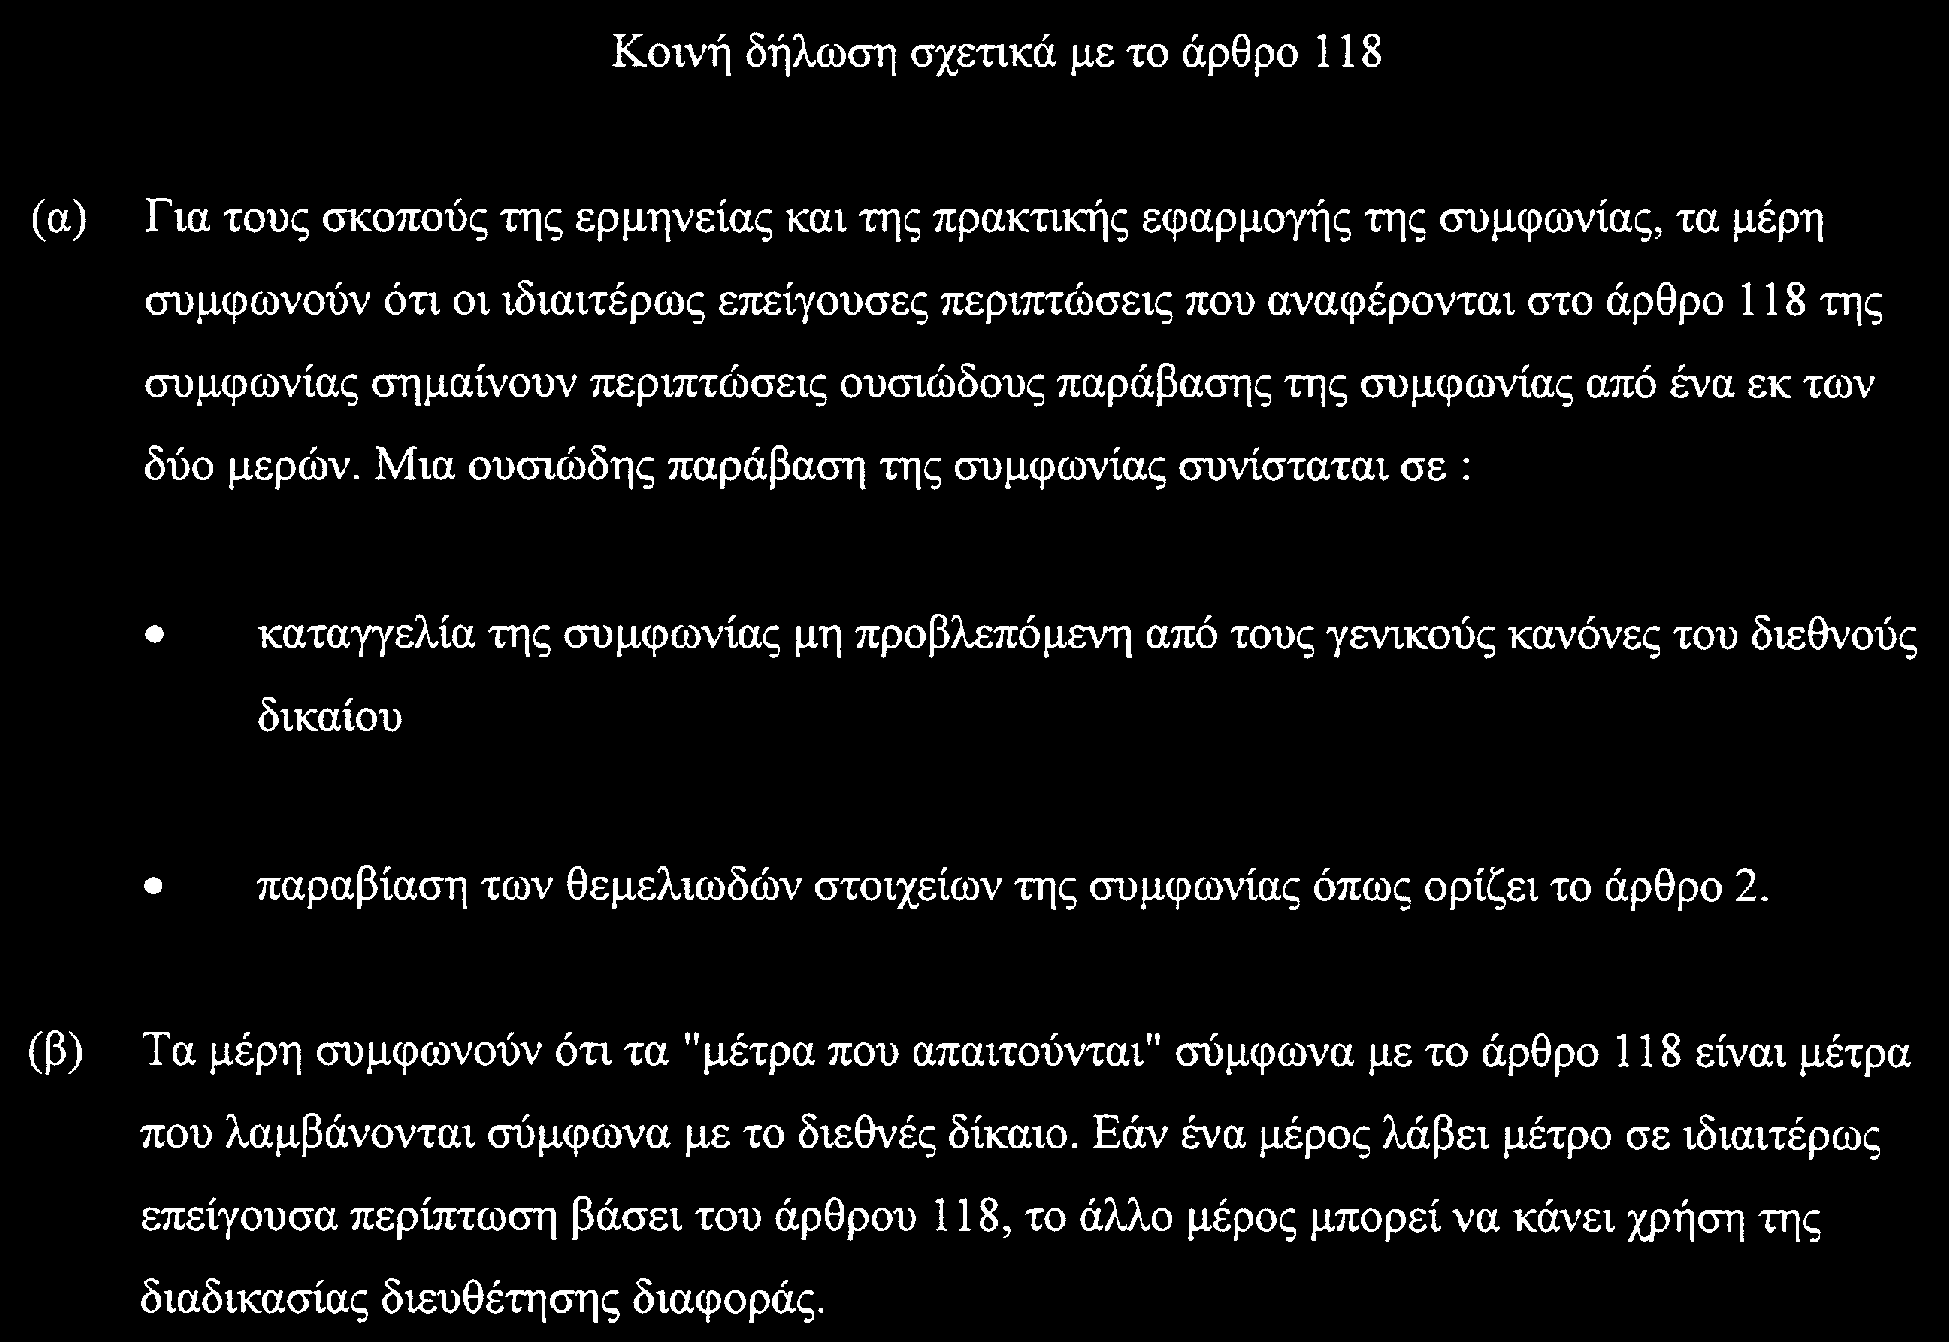 Κοινή δήλωση σχετικά με το άρθρο 118
(α) Για τους σκοπούς της ερμηνείας και της πρακτικής εφαρμογής της συμφωνίας, τα μέρη
συμφωνούν ότι οι ιδιαιτέρως επείγουσες περιπτώσεις που αναφέρονται στο άρθρο 118 της
συμφωνίας σημαίνουν περιπτώσεις ουσιώδους παράβασης της συμφωνίας από ένα εκ των
δύο μερών. Μια ουσιώδης παράβαση της συμφωνίας συνίσταται σε :
• καταγγελία της συμφωνίας μη προβλεπόμενη από τους γενικούς κανόνες του διεθνούς
δικαίου
• παραβίαση των θεμελιωδών στοιχείων της συμφωνίας όπως ορίζει το άρθρο 2.
(β) Τα μέρη συμφωνούν ότι τα "μέτρα που απαιτούνται" σύμφωνα με το άρθρο 118 είναι μέτρα
που λαμβάνονται σύμφωνα με το διεθνές δίκαιο. Εάν ένα μέρος λάβει μέτρο σε ιδιαιτέρως
επείγουσα περίπτωση βάσει του άρθρου 118, το άλλο μέρος μπορεί να κάνει χρήση της
διαδικασίας διευθέτησης διαφοράς.